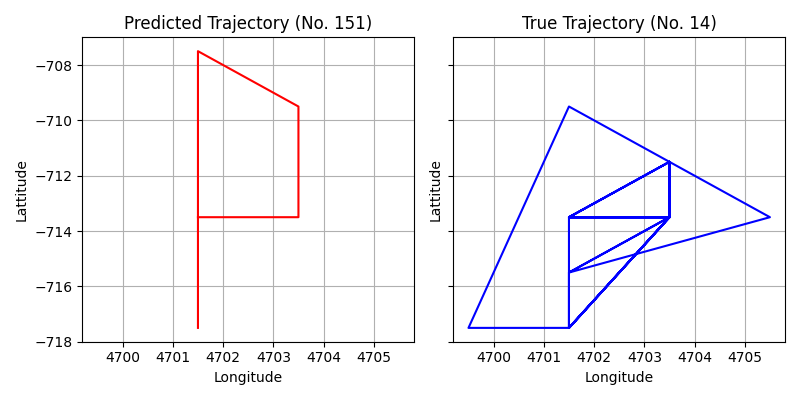 Predicted Trajectory (No. 151)
True Trajectory (No. 14)
−708
−710
−712
−714
−716
−718
Lattitude
Lattitude
4700 4701 4702 4703 4704 4705
4700 4701 4702 4703 4704 4705
Longitude
Longitude